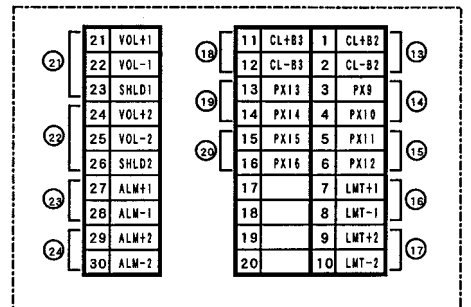 21 VOL+1 11 CL+B3 1 CL+B2
22 VOL-1 12 CL-B3 2 CL-B2
23 SHLD1 13 PX13 3 PX9
24 VOL+2 14 PX14 4 PX10
25 VOL-2 15 PX15 5 PX11
26 SHLD2 16 PX16 6 PX12
27 ALM+1 17 7 LMT+1
28 ALM-1 18 8 LMT-1
29 ALM+2 19 9 LMT+2
30 ALM-2 20 10 LMT-2
21
22
23
24
18
19
20
13
14
15
16
17